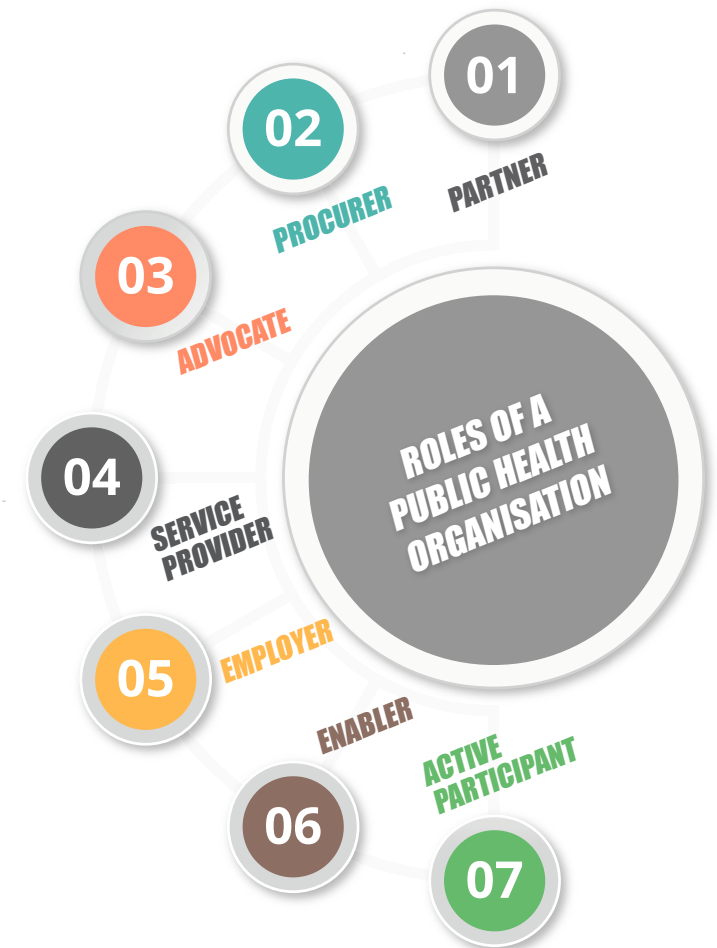 01
PARTNER
02
PROCURER
03
ADVOCATE
04
SERVICE
PROVIDER
05
EMPLOYER
06
ENABLER
07
ACTIVE
PARTICIPANT
ROLES OF A
PUBLIC HEALTH
ORGANISATION